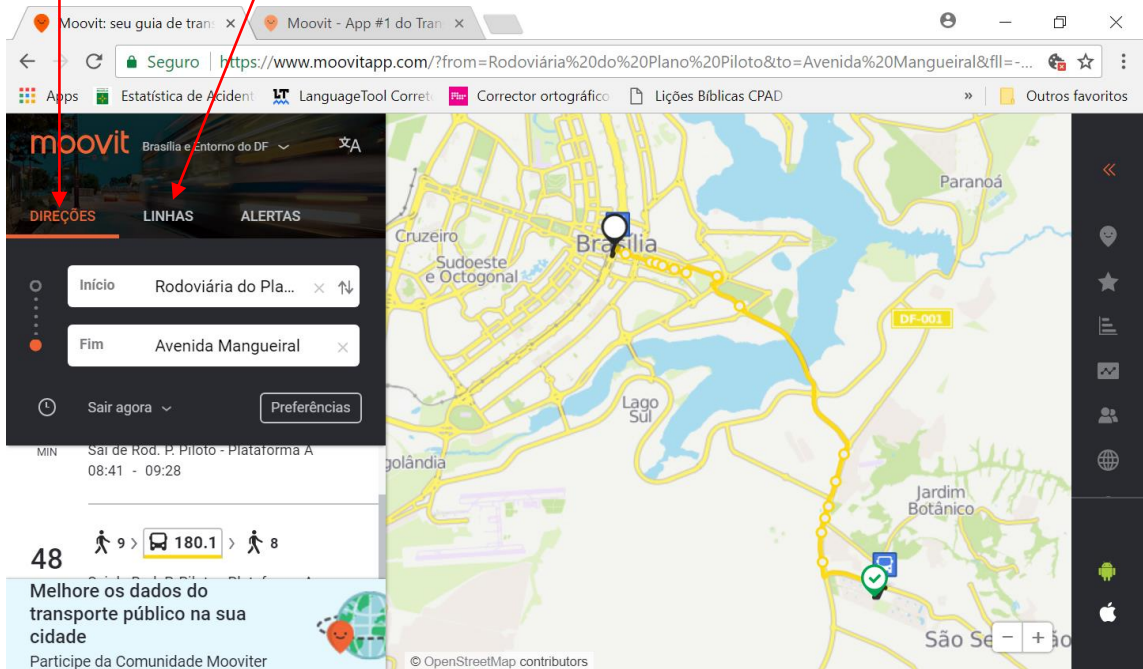 Moovit: seu guia de trans
Moovit - App #1 do Tran
Seguro
https://www.moovitapp.com/?from=Rodoviária%20do%20Plano%20Piloto&to=Avenida%20Mangueiral&fll=-...
Apps
Estatística de Acident
LT
LanguageTool Corret
Corrector ortográfico
Lições Bíblicas CPAD
»
Outros favoritos
moovit
Brasília e Entorno do DF
DIREÇÕES
LINHAS
ALERTAS
Início
Rodoviária do Pla...
Fim
Avenida Mangueiral
Sair agora
Preferências
MIN
Sai de Rod. P. Piloto - Plataforma A
08:41 - 09:28
9 > 180.1 > 8
48
Melhore os dados do
transporte público na sua
cidade
Participe da Comunidade Mooviter
Paranoá
Cruzeiro
Brasília
Sudoeste
e Octogonal
DF-001
Lago
Sul
golândia
Jardim
Botânico
São Se
ão
− +
© OpenStreetMap contributors